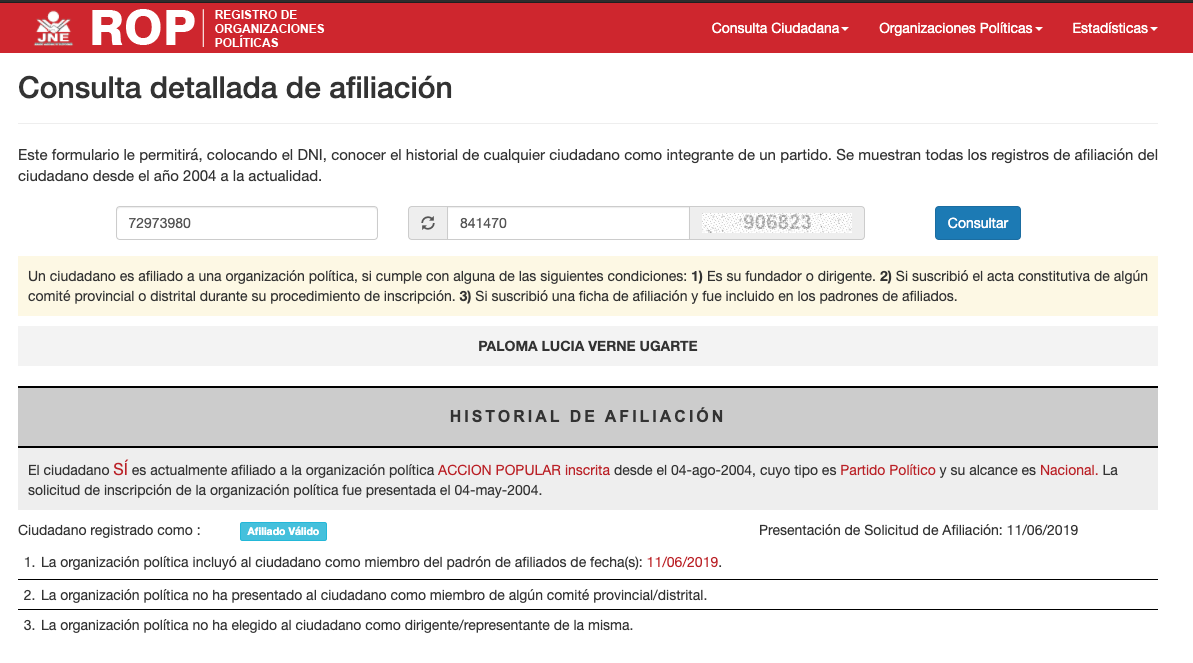 JNE
ROP
REGISTRO DE
ORGANIZACIONES
POLÍTICAS
Consulta Ciudadana
Organizaciones Políticas
Estadísticas
Consulta detallada de afiliación
Este formulario le permitirá, colocando el DNI, conocer el historial de cualquier ciudadano como integrante de un partido. Se muestran todas los registros de afiliación del
ciudadano desde el año 2004 a la actualidad.
72973980
841470
906823
Consultar
Un ciudadano es afiliado a una organización política, si cumple con alguna de las siguientes condiciones: 1) Es su fundador o dirigente. 2) Si suscribió el acta constitutiva de algún
comité provincial o distrital durante su procedimiento de inscripción. 3) Si suscribió una ficha de afiliación y fue incluido en los padrones de afiliados.
PALOMA LUCIA VERNE UGARTE
HISTORIAL DE AFILIACIÓN
El ciudadano SÍ es actualmente afiliado a la organización política ACCION POPULAR inscrita desde el 04-ago-2004, cuyo tipo es Partido Político y su alcance es Nacional. La
solicitud de inscripción de la organización política fue presentada el 04-may-2004.
Ciudadano registrado como :
Afiliado Válido
Presentación de Solicitud de Afiliación: 11/06/2019
1. La organización política incluyó al ciudadano como miembro del padrón de afiliados de fecha(s): 11/06/2019.
2. La organización política no ha presentado al ciudadano como miembro de algún comité provincial/distrital.
3. La organización política no ha elegido al ciudadano como dirigente/representante de la misma.